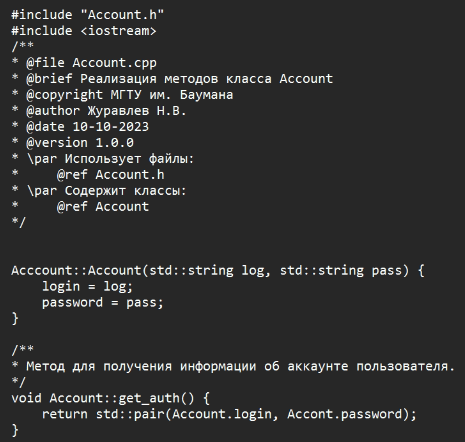 #include "Account.h"
#include <iostream>
/**
* @file Account.cpp
* @brief Реализация методов класса Account
* @copyright МГТУ им. Баумана
* @author Журавлев Н.В.
* @date 10-10-2023
* @version 1.0.0
* \par Использует файлы:
*     @ref Account.h
* \par Содержит классы:
*     @ref Account
*/
Acccount::Account(std::string log, std::string pass) {
    login = log;
    password = pass;
}
/**
* Метод для получения информации об аккаунте пользователя.
*/
void Account::get_auth() {
    return std::pair(Account.login, Accont.password);
}